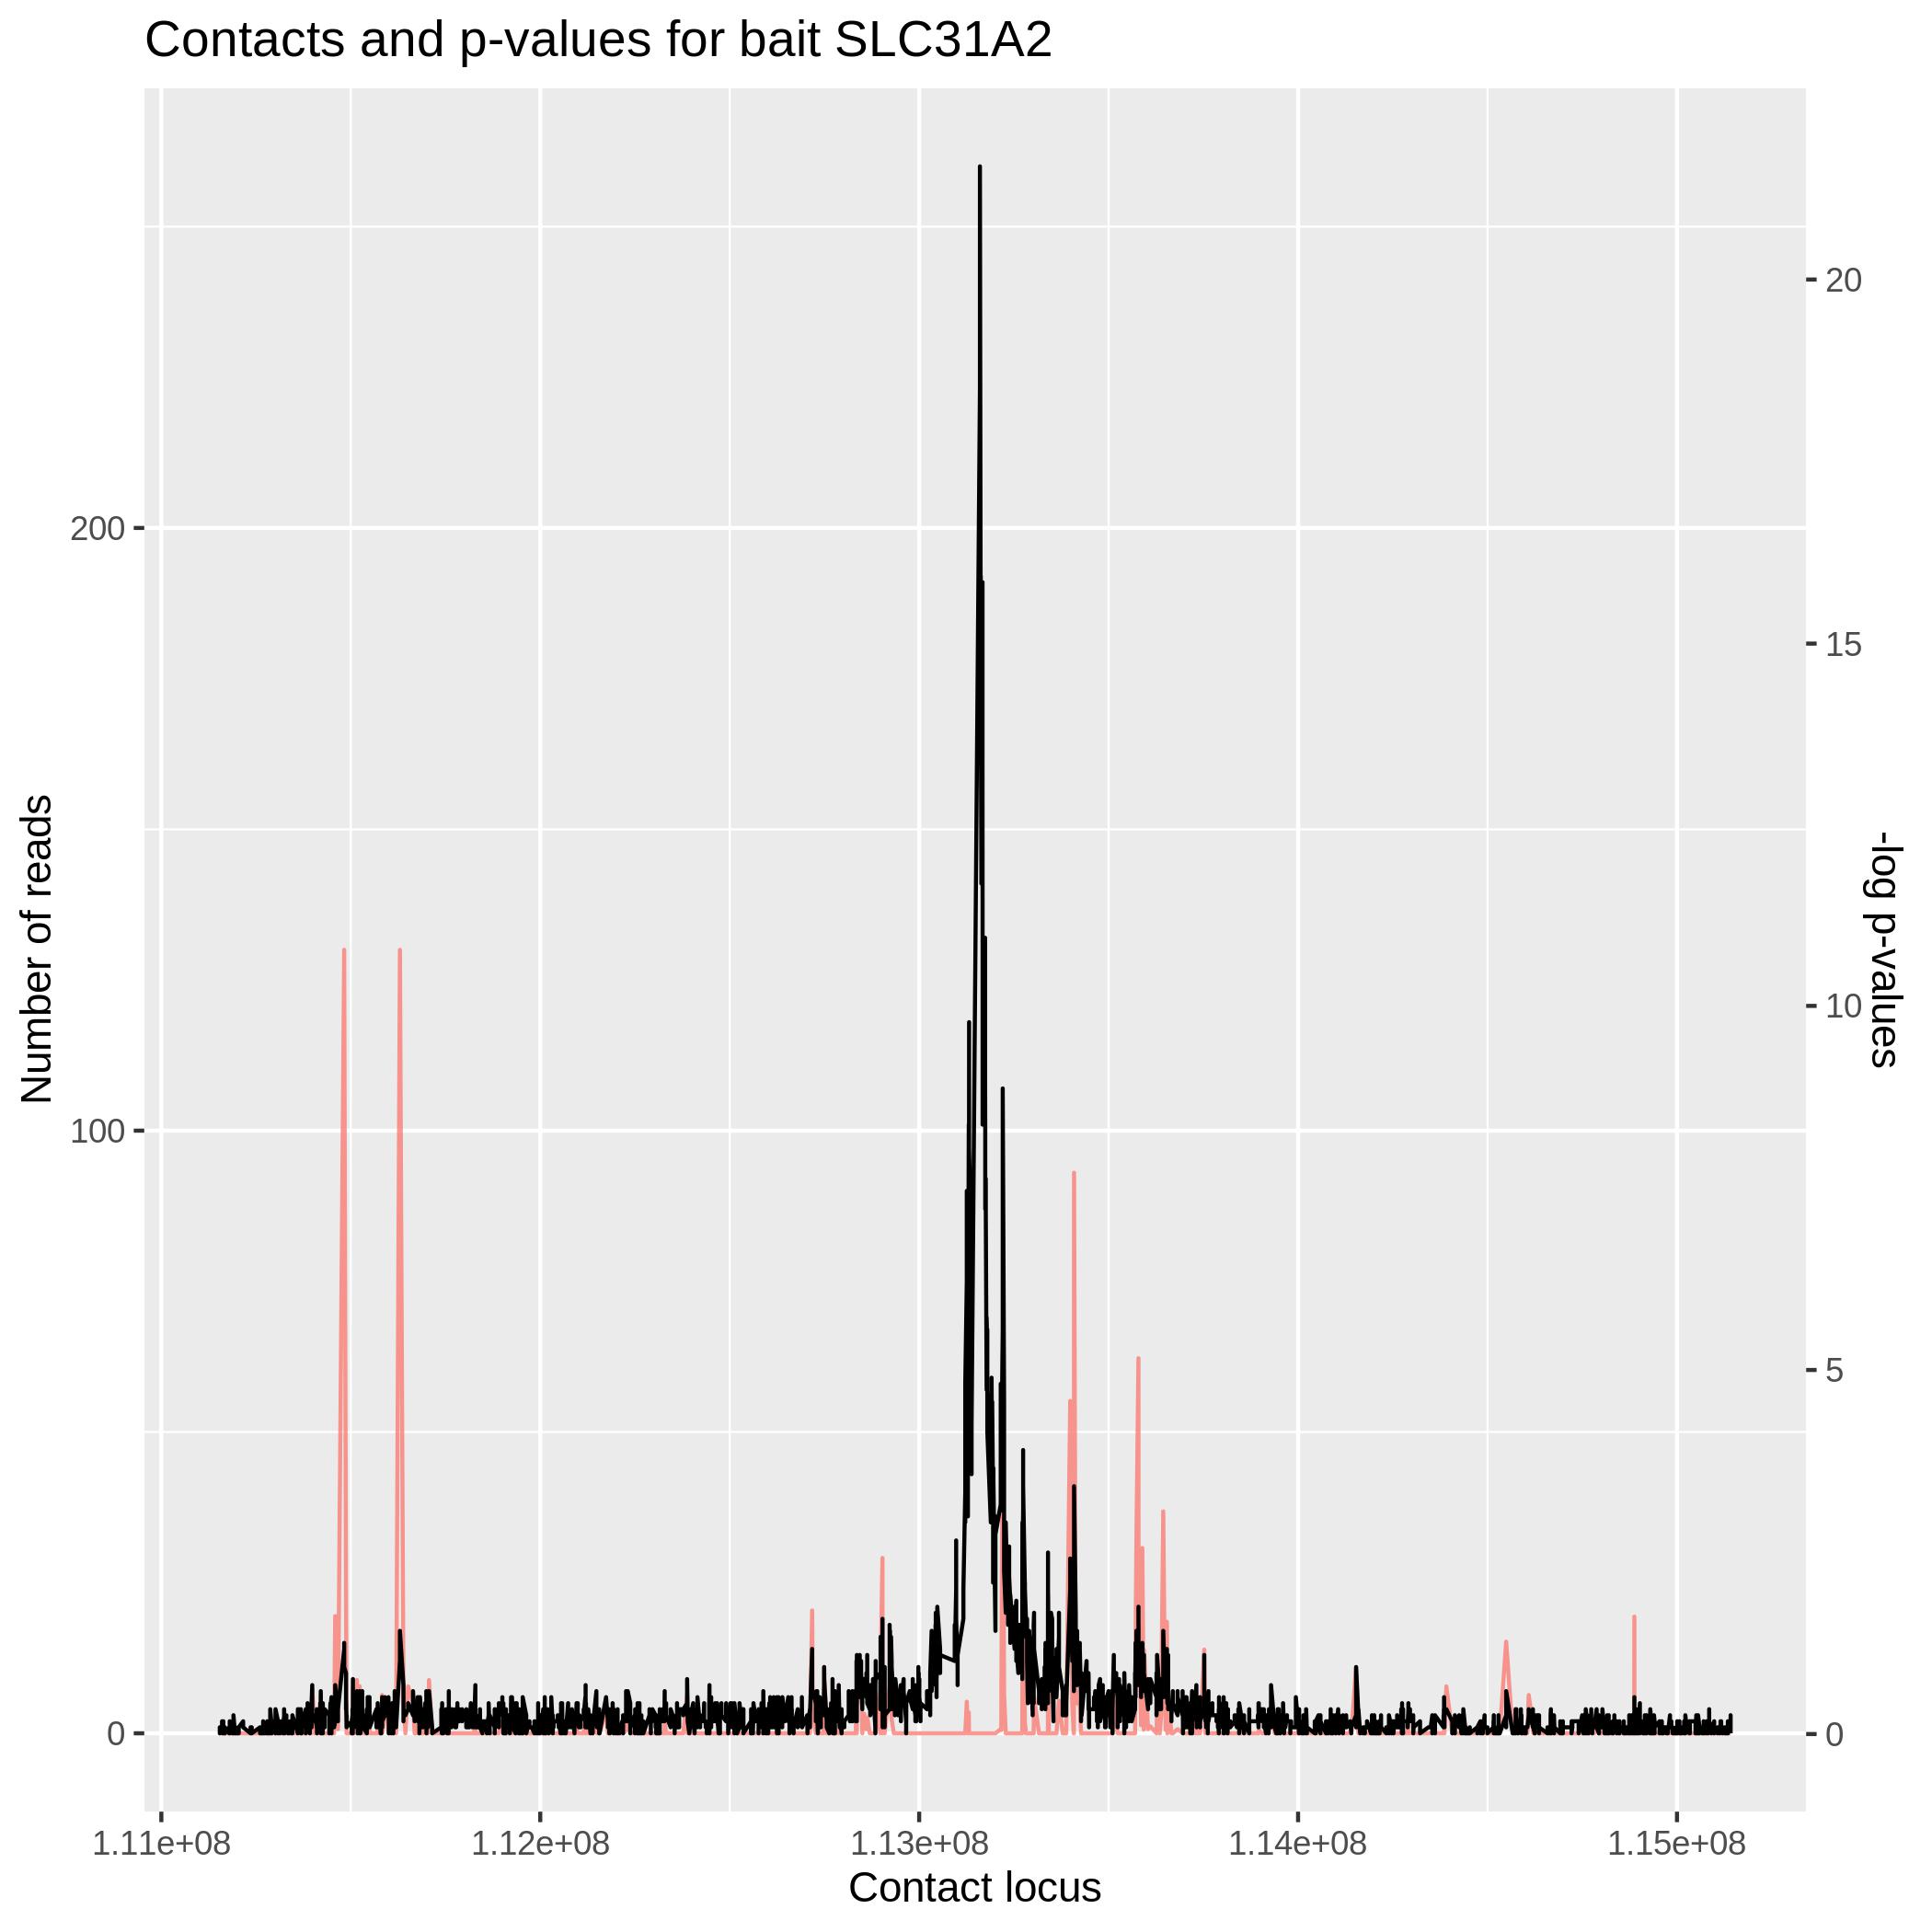 Contacts and p-values for bait SLC31A2
Number of reads
200
100
0
20
15
10
5
0
-log p-values
1.11e+08
1.12e+08
1.13e+08
1.14e+08
1.15e+08
Contact locus